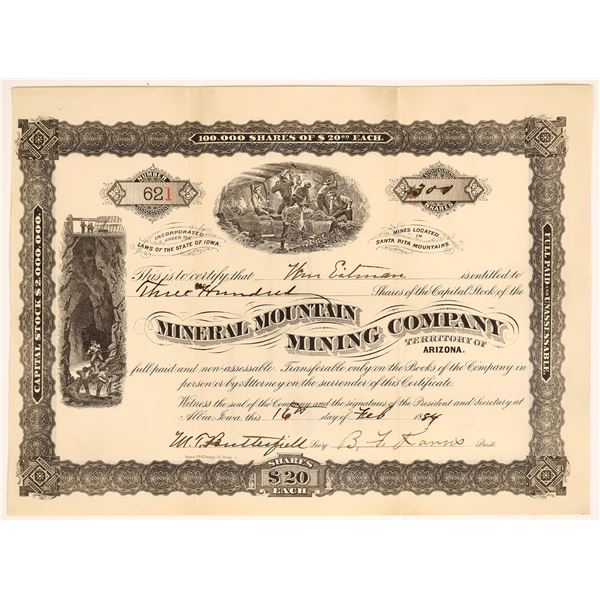 100.000 SHARES OF $20.00 EACH.
NUMBER
621
300
SHARES
INCORPORATED
UNDER THE
LAWS OF THE STATE OF IOWA.
MINES LOCATED
IN
SANTA RITA MOUNTAINS.
CAPITAL STOCK $2.000.000.
FULL PAID UNASSESSABLE.
This is to certify that Wm Eitman is entitled to
Three Hundred Shares of the Capital Stock of the
MINERAL MOUNTAIN
MINING COMPANY
TERRITORY OF
ARIZONA.
full paid and non-assessable. Transferable only on the Books of the Company in
person or by Attorney on the surrender of this Certificate.
Witness the seal of the Company and the signatures of the President and Secretary at
Albia, Iowa, this 16th day of Feb 1884
Butterfield Secy B. F. Pres't.
SHARES
$20
EACH